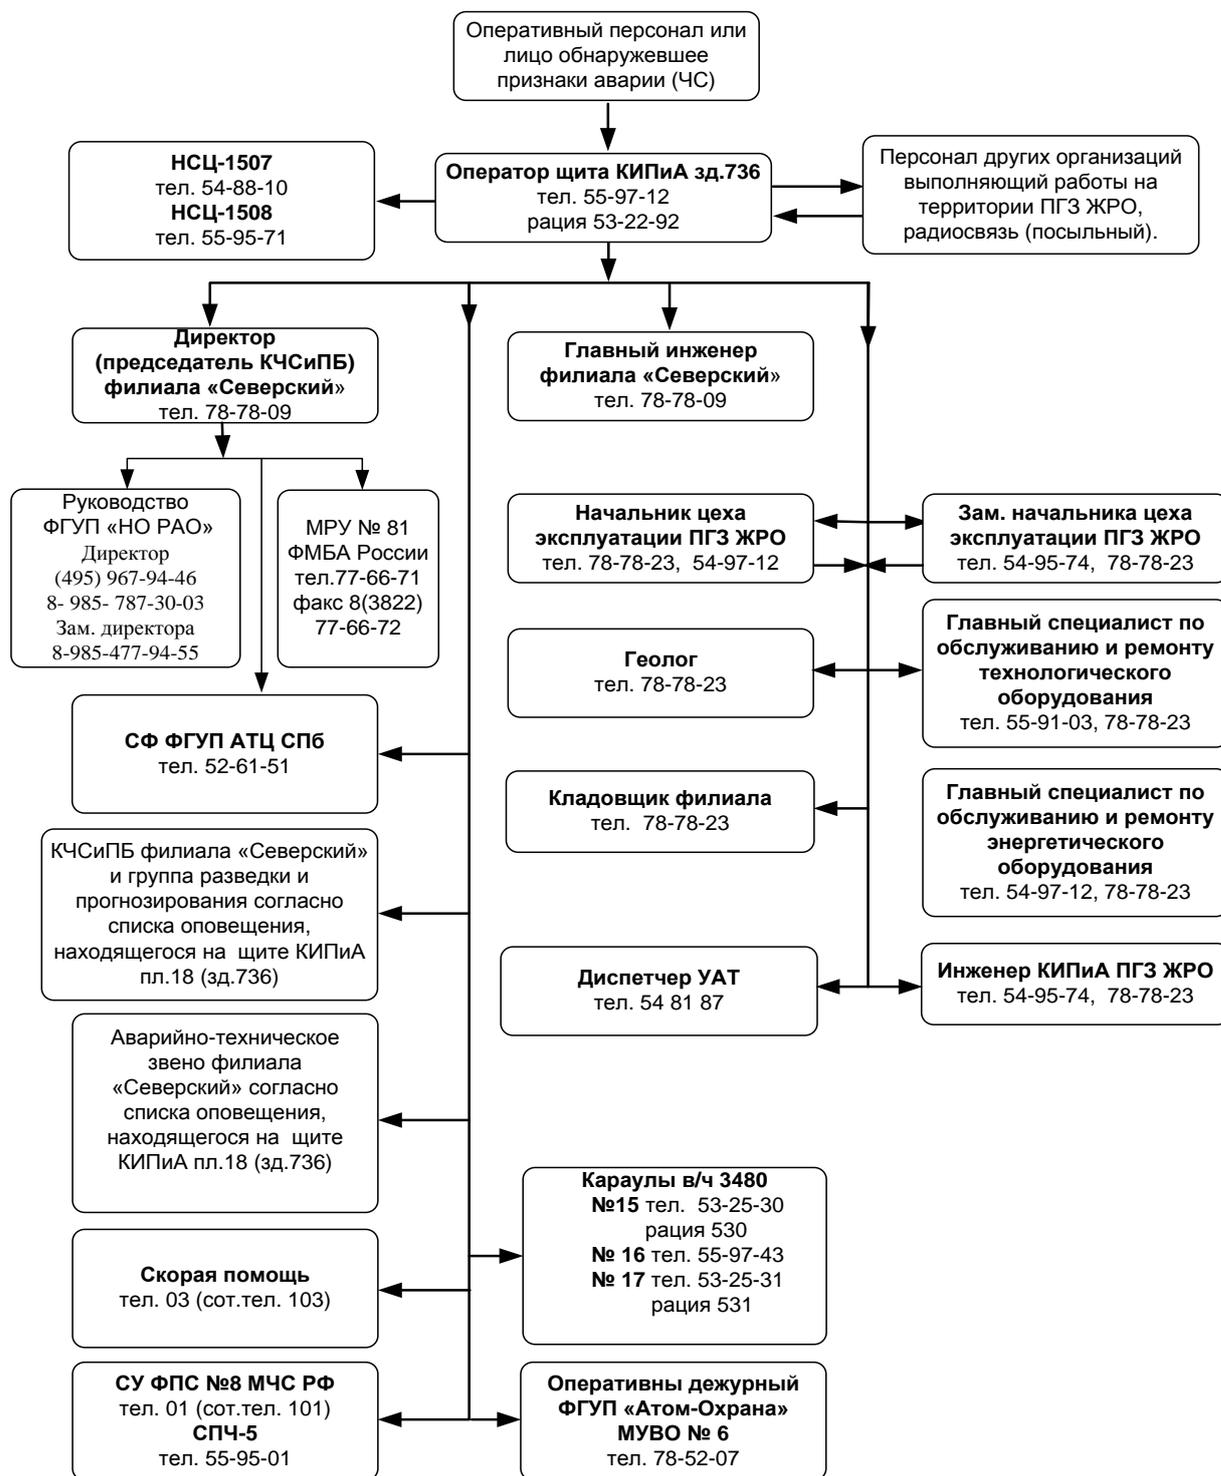 Оперативный персонал или
лицо обнаружевшее
признаки аварии (ЧС)
НСЦ-1507
тел. 54-88-10
НСЦ-1508
тел. 55-95-71
Оператор щита КИПиА зд.736
тел. 55-97-12
рация 53-22-92
Персонал других организаций
выполняющий работы на
территории ПГЗ ЖРО,
радиосвязь (посыльный).
Директор
(председатель КЧСиПБ)
филиала «Северский»
тел. 78-78-09
Главный инженер
филиала «Северский»
тел. 78-78-09
Руководство
ФГУП «НО РАО»
Директор
(495) 967-94-46
8- 985- 787-30-03
Зам. директора
8-985-477-94-55
МРУ № 81
ФМБА России
тел.77-66-71
факс 8(3822)
77-66-72
Начальник цеха
эксплуатации ПГЗ ЖРО
тел. 78-78-23, 54-97-12
Зам. начальника цеха
эксплуатации ПГЗ ЖРО
тел. 54-95-74, 78-78-23
Геолог
тел. 78-78-23
Главный специалист по
обслуживанию и ремонту
технологического
оборудования
тел. 55-91-03, 78-78-23
СФ ФГУП АТЦ СПб
тел. 52-61-51
Кладовщик филиала
тел. 78-78-23
Главный специалист по
обслуживанию и ремонту
энергетического
оборудования
тел. 54-97-12, 78-78-23
КЧСиПБ филиала «Северский»
и группа разведки и
прогнозирования согласно
списка оповещения,
находящегося на щите КИПиА
пл.18 (зд.736)
Диспетчер УАТ
тел. 54 81 87
Инженер КИПиА ПГЗ ЖРО
тел. 54-95-74, 78-78-23
Аварийно-техническое
звено филиала
«Северский» согласно
списка оповещения,
находящегося на щите
КИПиА пл.18 (зд.736)
Караулы в/ч 3480
№15 тел. 53-25-30
рация 530
№ 16 тел. 55-97-43
№ 17 тел. 53-25-31
рация 531
Скорая помощь
тел. 03 (сот.тел. 103)
СУ ФПС №8 МЧС РФ
тел. 01 (сот.тел. 101)
СПЧ-5
тел. 55-95-01
Оперативны дежурный
ФГУП «Атом-Охрана»
МУВО № 6
тел. 78-52-07